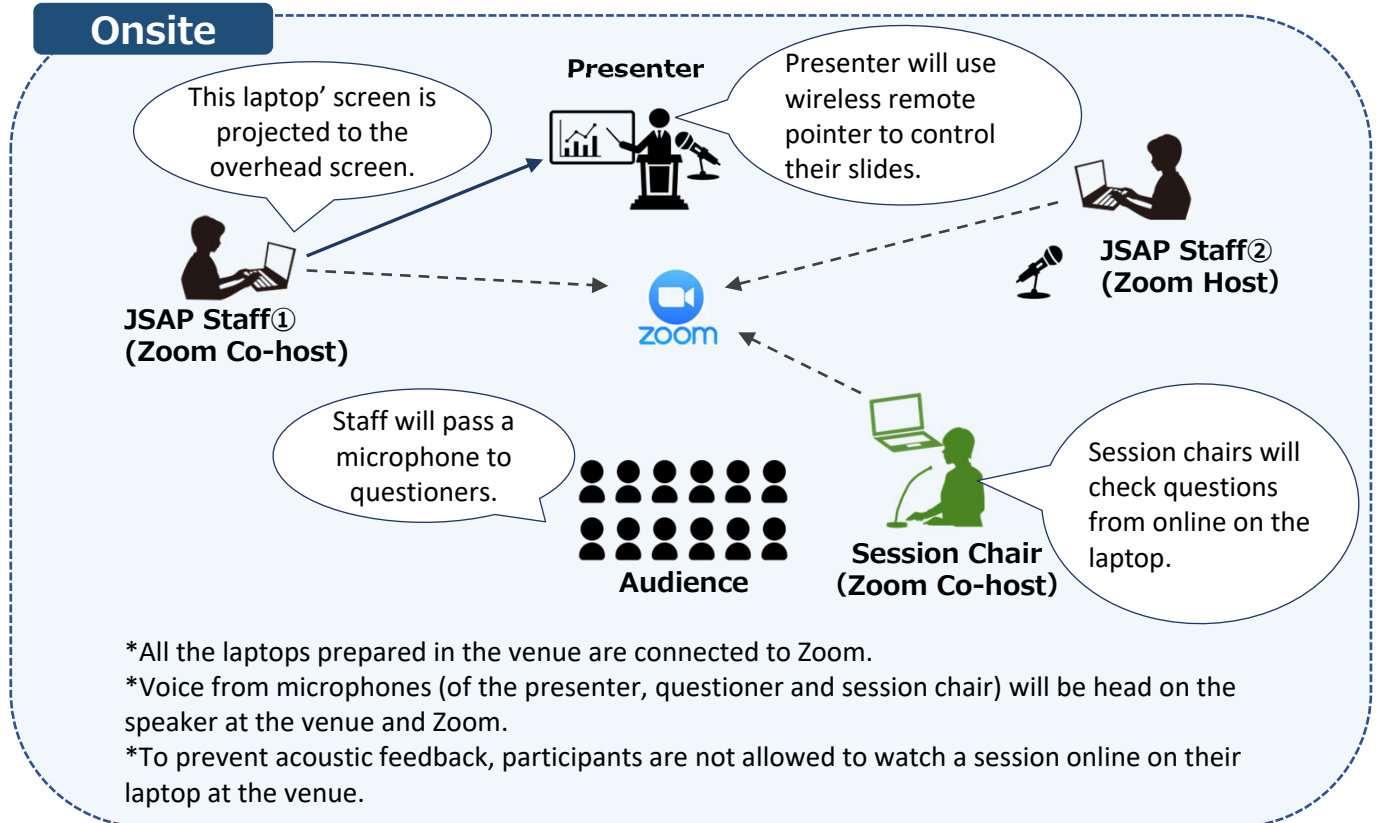 Onsite
This laptop’ screen is
projected to the
overhead screen.
Presenter
Presenter will use
wireless remote
pointer to control
their slides.
JSAP Staff①
(Zoom Co-host)
zoom
JSAP Staff②
(Zoom Host)
Staff will pass a
microphone to
questioners.
Audience
Session Chair
(Zoom Co-host)
Session chairs will
check questions
from online on the
laptop.
*All the laptops prepared in the venue are connected to Zoom.
*Voice from microphones (of the presenter, questioner and session chair) will be head on the
speaker at the venue and Zoom.
*To prevent acoustic feedback, participants are not allowed to watch a session online on their
laptop at the venue.